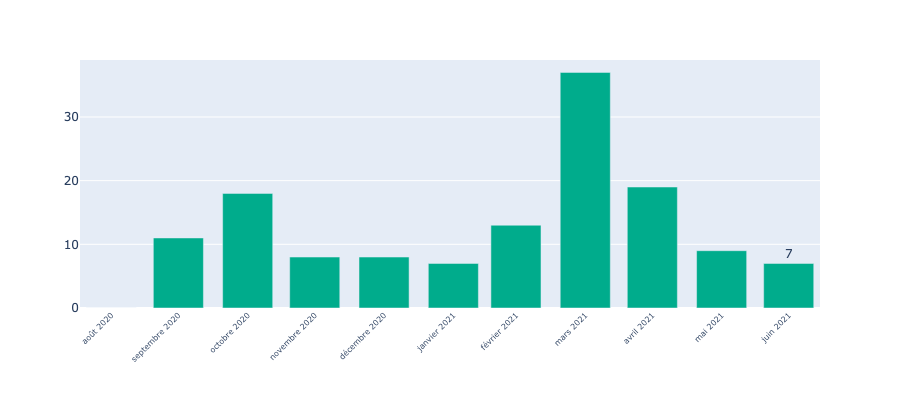 30
20
10
0
7
août 2020
septembre 2020
octobre 2020
novembre 2020
décembre 2020
janvier 2021
février 2021
mars 2021
avril 2021
mai 2021
juin 2021